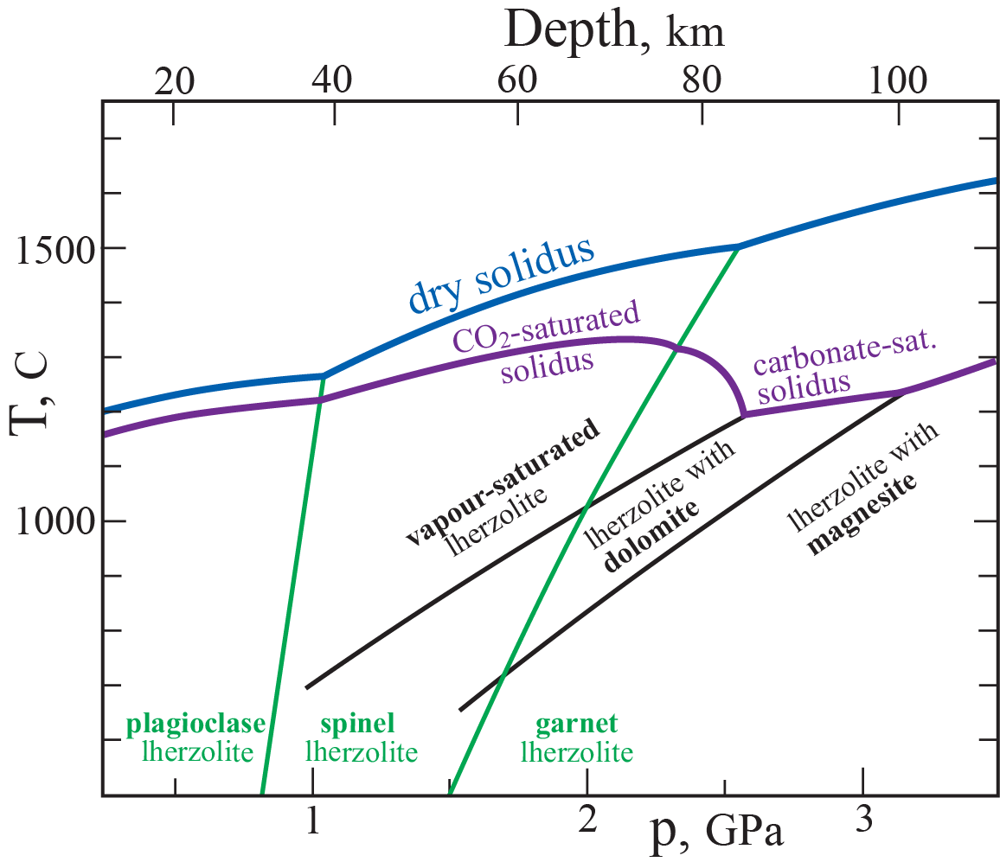 Depth, km
20 40 60 80 100
T, C
1500
1000
dry solidus
CO₂-saturated
solidus
carbonate-sat.
solidus
vapour-saturated
lherzolite
lherzolite with
dolomite
lherzolite with
magnesite
plagioclase
lherzolite
spinel
lherzolite
garnet
lherzolite
1 2 3
p, GPa